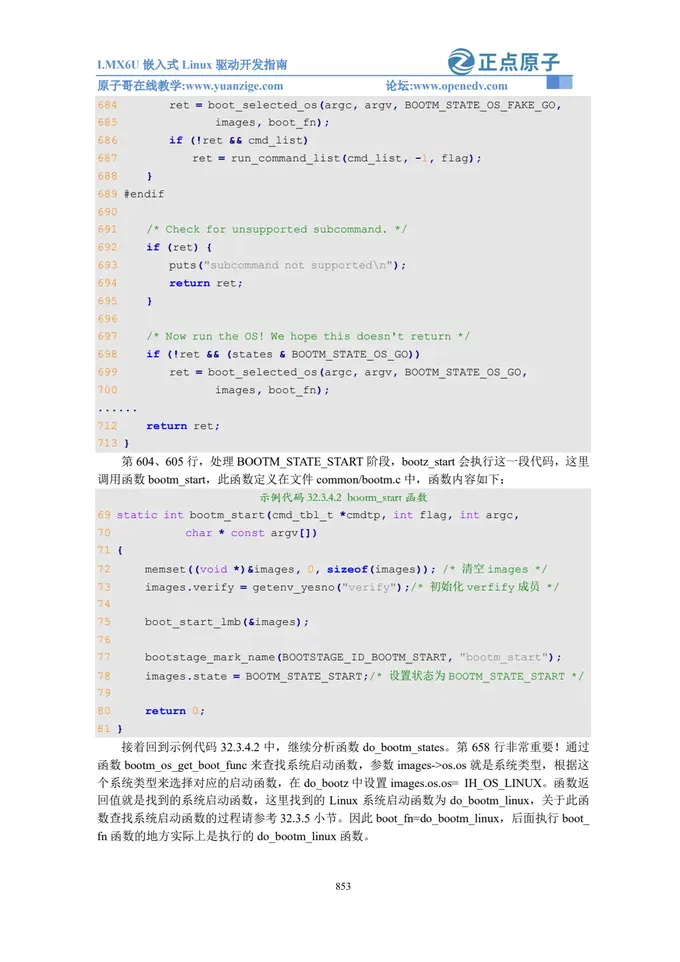 I.MX6U 嵌入式 Linux 驱动开发指南
正点原子
原子哥在线教学:www.yuanzige.com 论坛:www.openedv.com
684 ret = boot_selected_os(argc, argv, BOOTM_STATE_OS_FAKE_GO,
685 images, boot_fn);
686 if (!ret && cmd_list)
687 ret = run_command_list(cmd_list, -1, flag);
688 }
689 #endif
690
691 /* Check for unsupported subcommand. */
692 if (ret) {
693 puts("subcommand not supported\n");
694 return ret;
695 }
696
697 /* Now run the OS! We hope this doesn't return */
698 if (!ret && (states & BOOTM_STATE_OS_GO))
699 ret = boot_selected_os(argc, argv, BOOTM_STATE_OS_GO,
700 images, boot_fn);
......
712 return ret;
713 }
第 604、605 行，处理 BOOTM_STATE_START 阶段，bootz_start 会执行这一段代码，这里
调用函数 bootm_start，此函数定义在文件 common/bootm.c 中，函数内容如下：
示例代码 32.3.4.2 bootm_start 函数
69 static int bootm_start(cmd_tbl_t *cmdtp, int flag, int argc,
70 char * const argv[])
71 {
72 memset((void *)&images, 0, sizeof(images)); /* 清空 images */
73 images.verify = getenv_yesno("verify");/* 初始化 verfify 成员 */
74
75 boot_start_lmb(&images);
76
77 bootstage_mark_name(BOOTSTAGE_ID_BOOTM_START, "bootm_start");
78 images.state = BOOTM_STATE_START;/* 设置状态为 BOOTM_STATE_START */
79
80 return 0;
81 }
接着回到示例代码 32.3.4.2 中，继续分析函数 do_bootm_states。第 658 行非常重要！通过
函数 bootm_os_get_boot_func 来查找系统启动函数，参数 images->os.os 就是系统类型，根据这
个系统类型来选择对应的启动函数，在 do_bootz 中设置 images.os.os= IH_OS_LINUX。函数返
回值就是找到的系统启动函数，这里找到的 Linux 系统启动函数为 do_bootm_linux，关于此函
数查找系统启动函数的过程请参考 32.3.5 小节。因此 boot_fn=do_bootm_linux，后面执行 boot_
fn 函数的地方实际上是执行的 do_bootm_linux 函数。
853